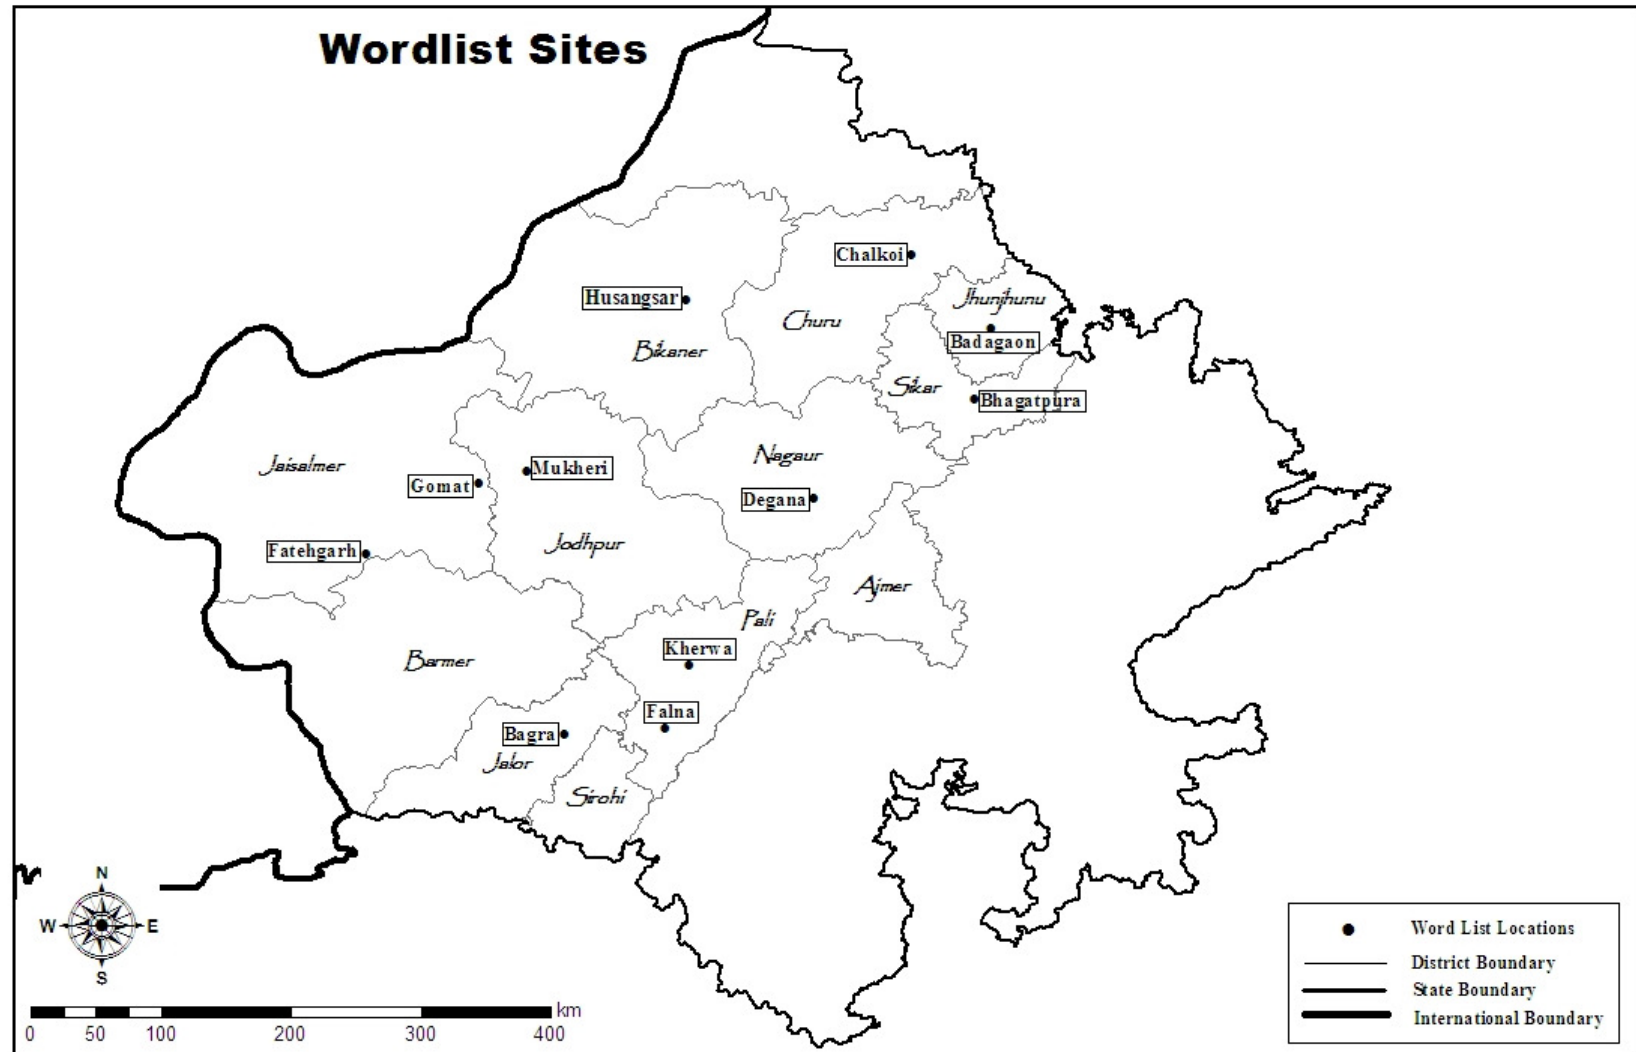 Wordlist Sites
Chalkoi
Husangsar
Jhunjhunu
Churu
Badagaon
Bikaner
Sikar
Bhagatpura
Nagaur
Jaisalmer
Mukheri
Gomat
Degana
Jodhpur
Fatehgarh
Ajmer
Pali
Kherwa
Barmer
Falna
Bagra
Jalor
Sirohi
N
W
E
S
km
0 50 100 200 300 400
Word List Locations
District Boundary
State Boundary
International Boundary